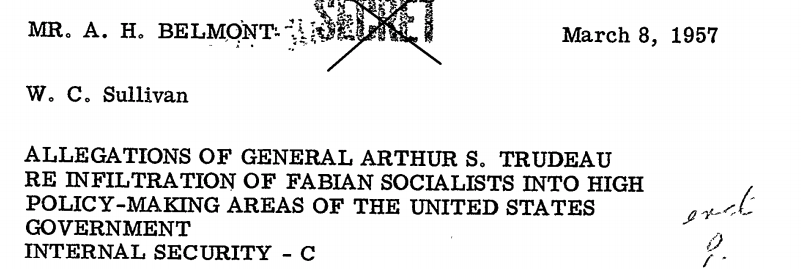 MR. A. H. BELMONT SECRET March 8, 1957
W. C. Sullivan
ALLEGATIONS OF GENERAL ARTHUR S. TRUDEAU
RE INFILTRATION OF FABIAN SOCIALISTS INTO HIGH
POLICY-MAKING AREAS OF THE UNITED STATES
GOVERNMENT
INTERNAL SECURITY - C